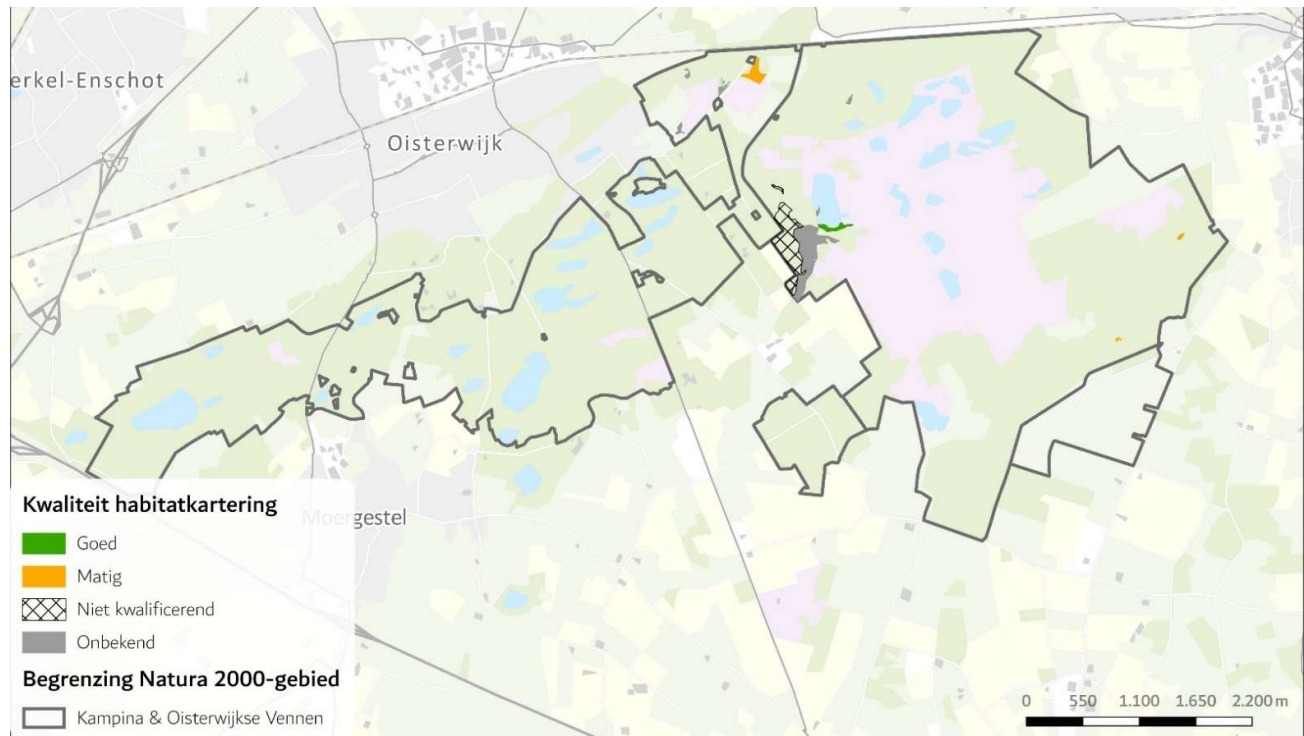 erkel-Enschot
Oisterwijk
Moergestel
Kwaliteit habitatkartering
Goed
Matig
Niet kwalificerend
Onbekend
Begrenzing Natura 2000-gebied
Kampina & Oisterwijkse Vennen
0 550 1.100 1.650 2.200 m